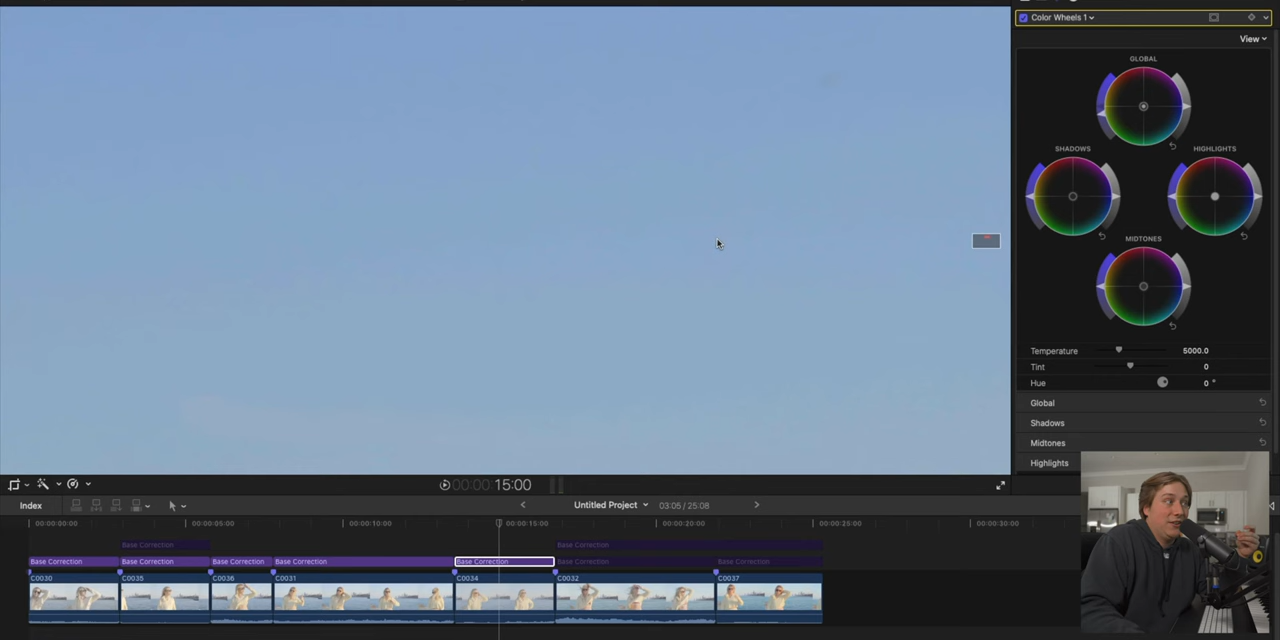 Color Wheels 1
View
GLOBAL
SHADOWS
HIGHLIGHTS
MIDTONES
Temperature 5000.0
Tint 0
Hue 0 °
Global
Shadows
Midtones
Highlights
00:00:00:15:00
Index
Untitled Project
03:05 / 25:08
00:00:00:00
00:00:05:00
00:00:10:00
00:00:15:00
00:00:20:00
00:00:25:00
00:00:30:00
Base Correction
Base Correction
Base Correction
Base Correction
Base Correction
Base Correction
Base Correction
Base Correction
Base Correction
C0030
C0035
C0036
C0031
C0034
C0032
C0037